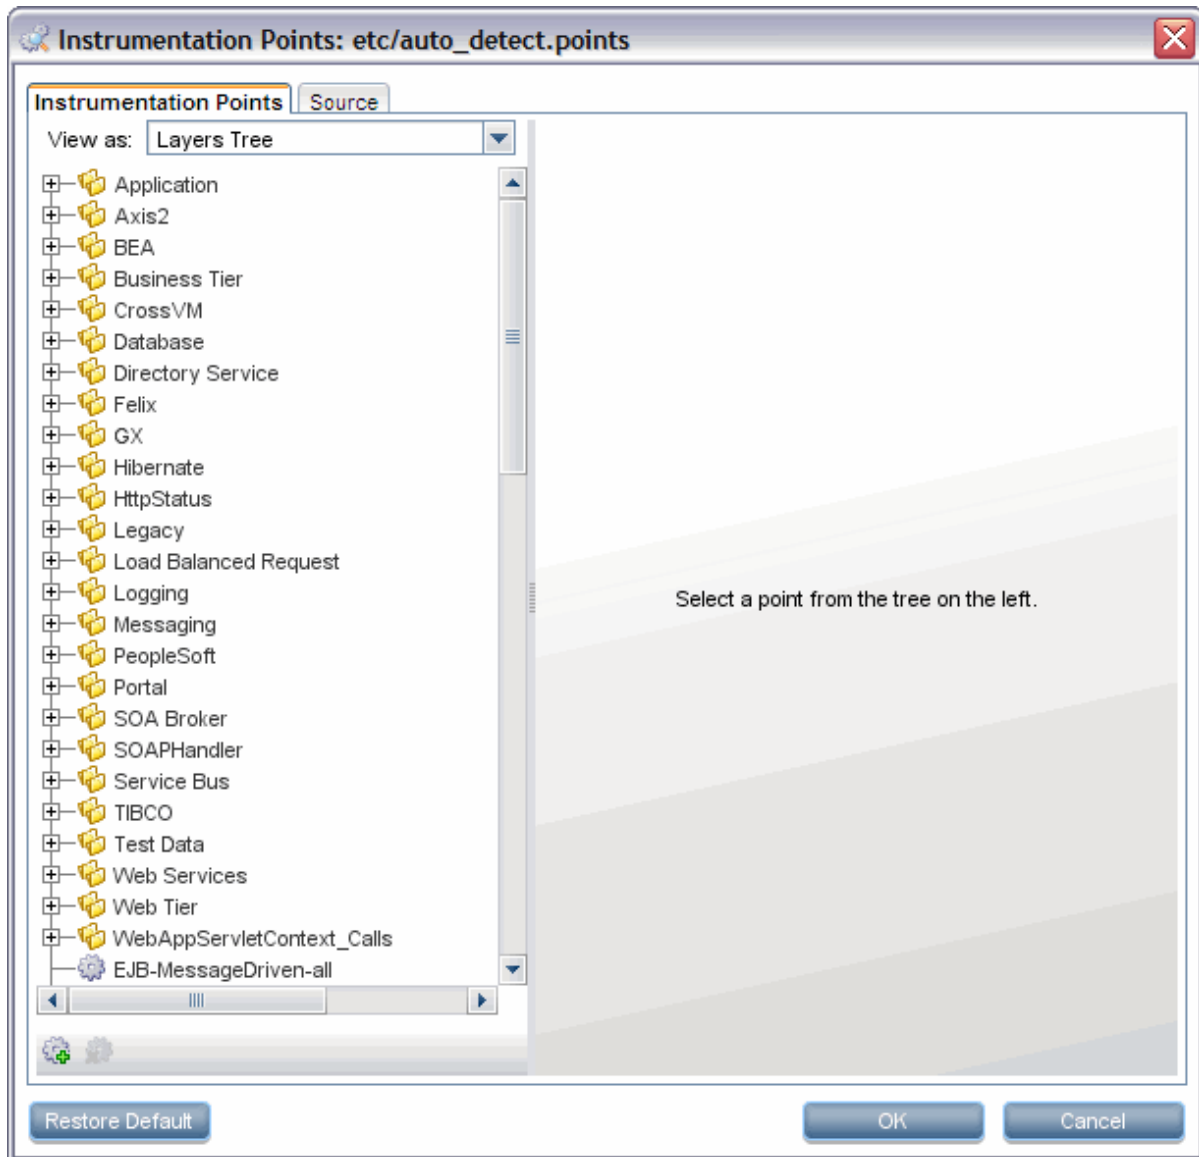 Instrumentation Points: etc/auto_detect.points
Instrumentation Points
Source
View as:
Layers Tree
Application
Axis2
BEA
Business Tier
CrossVM
Database
Directory Service
Felix
GX
Hibernate
HttpStatus
Legacy
Load Balanced Request
Logging
Messaging
PeopleSoft
Portal
SOA Broker
SOAPHandler
Service Bus
TIBCO
Test Data
Web Services
Web Tier
WebAppServletContext_Calls
EJB-MessageDriven-all
Select a point from the tree on the left.
Restore Default
OK
Cancel